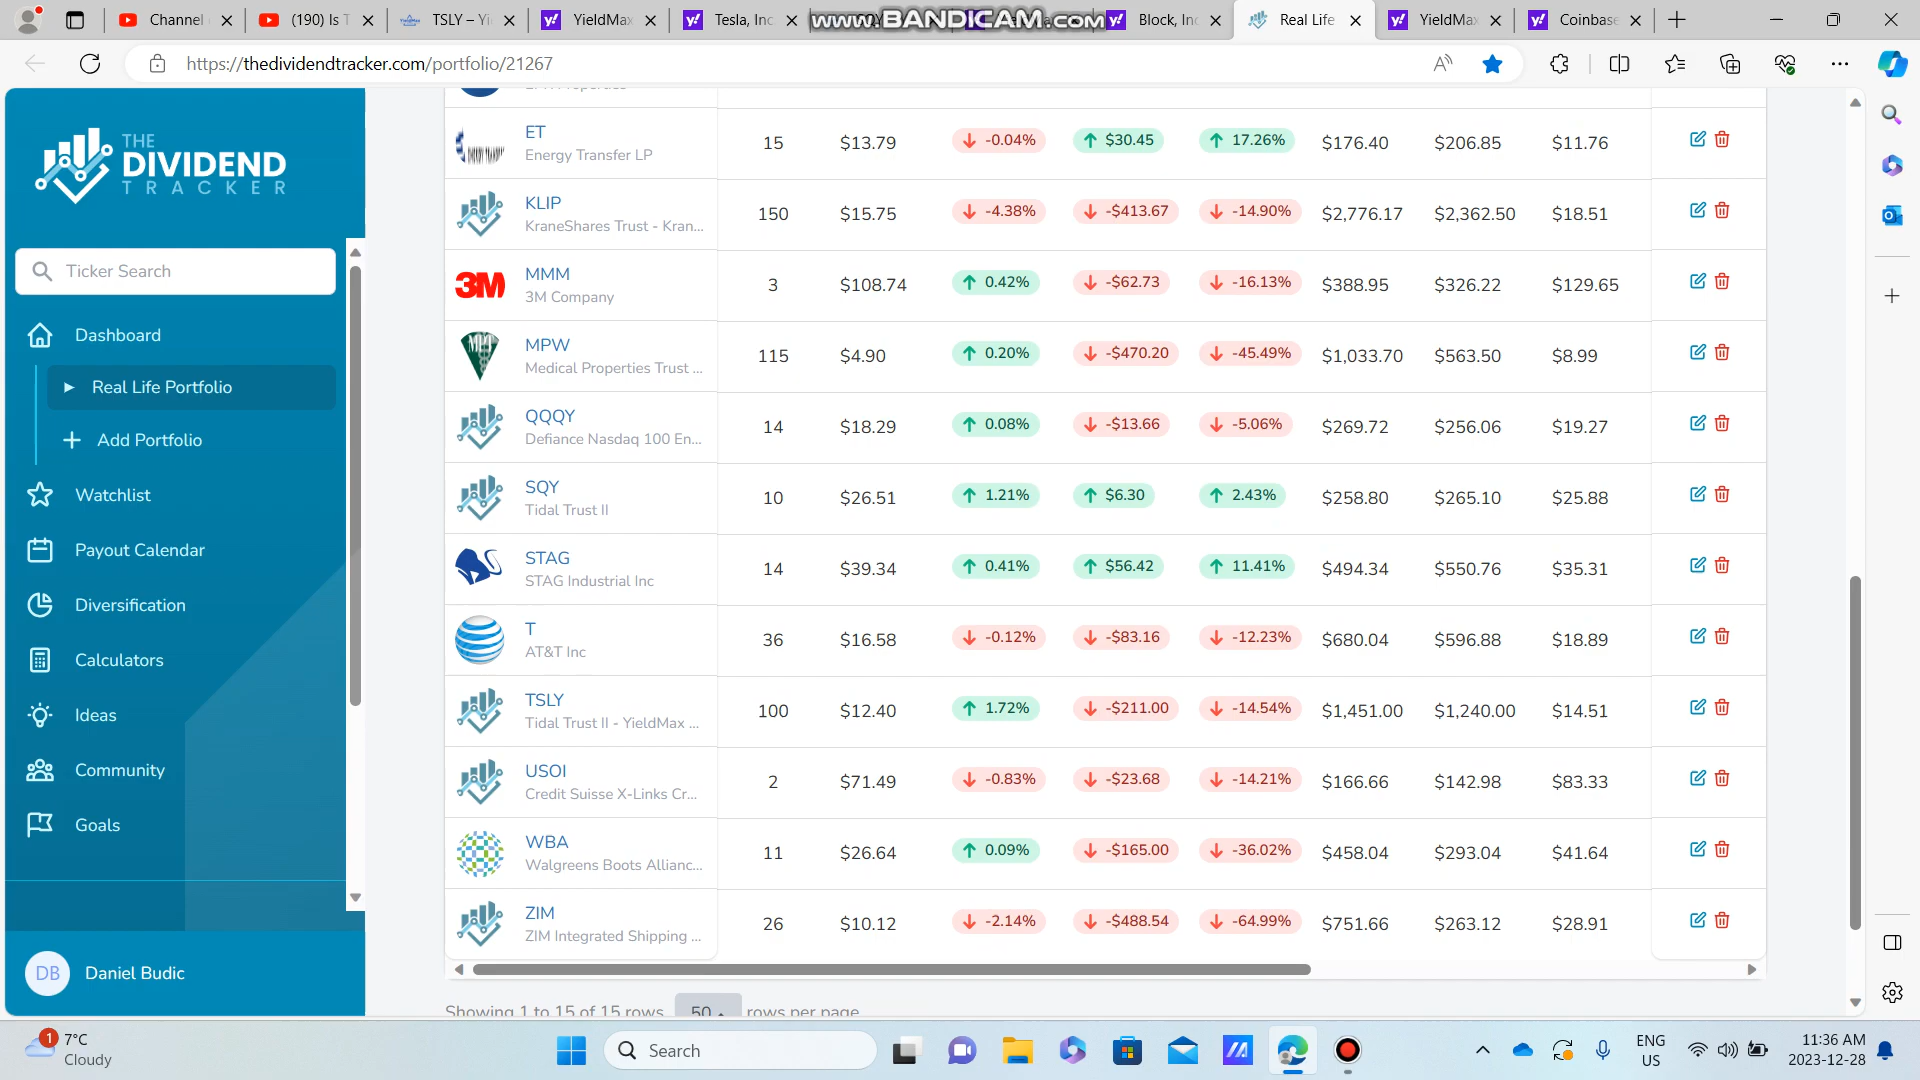 Channel
(190) Is T
TSLY – Yi
YieldMax
Tesla, Inc
www.BANDICAM.com
Block, Inc
Real Life
YieldMa
Coinbase
https://thedividendtracker.com/portfolio/21267
THE
DIVIDEND
TRACKER
Ticker Search
Dashboard
Real Life Portfolio
Add Portfolio
Watchlist
Payout Calendar
Diversification
Calculators
Ideas
Community
Goals
DB Daniel Budic
ET
Energy Transfer LP
15 $13.79 -0.04% $30.45 17.26% $176.40 $206.85 $11.76
KLIP
KraneShares Trust - Kran...
150 $15.75 -4.38% -$413.67 -14.90% $2,776.17 $2,362.50 $18.51
3M
MMM
3M Company
3 $108.74 0.42% -$62.73 -16.13% $388.95 $326.22 $129.65
MPW
Medical Properties Trust ...
115 $4.90 0.20% -$470.20 -45.49% $1,033.70 $563.50 $8.99
QQQY
Defiance Nasdaq 100 En...
14 $18.29 0.08% -$13.66 -5.06% $269.72 $256.06 $19.27
SQY
Tidal Trust II
10 $26.51 1.21% $6.30 2.43% $258.80 $265.10 $25.88
STAG
STAG Industrial Inc
14 $39.34 0.41% $56.42 11.41% $494.34 $550.76 $35.31
T
AT&T Inc
36 $16.58 -0.12% -$83.16 -12.23% $680.04 $596.88 $18.89
TSLY
Tidal Trust II - YieldMax ...
100 $12.40 1.72% -$211.00 -14.54% $1,451.00 $1,240.00 $14.51
USOI
Credit Suisse X-Links Cr...
2 $71.49 -0.83% -$23.68 -14.21% $166.66 $142.98 $83.33
WBA
Walgreens Boots Allianc...
11 $26.64 0.09% -$165.00 -36.02% $458.04 $293.04 $41.64
ZIM
ZIM Integrated Shipping ...
26 $10.12 -2.14% -$488.54 -64.99% $751.66 $263.12 $28.91
Showing 1 to 15 of 15 rows 50 rows per page
1
7°C
Cloudy
Search
ENG
US
11:36 AM
2023-12-28